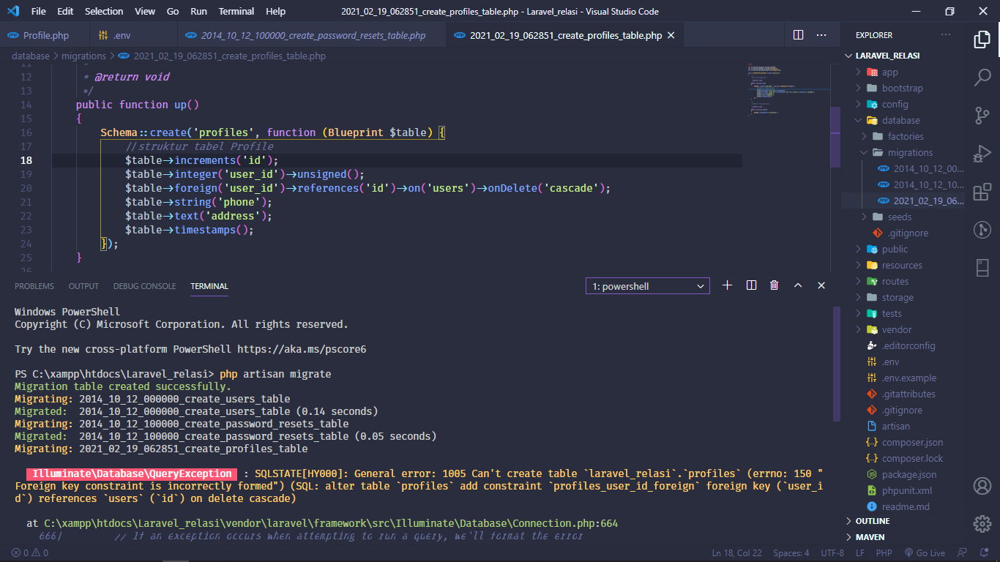 File Edit Selection View Go Run Terminal Help 2021_02_19_062851_create_profiles_table.php - Laravel_relasi - Visual Studio Code
Profile.php .env 2014_10_12_100000_create_password_resets_table.php 2021_02_19_062851_create_profiles_table.php
database > migrations > 2021_02_19_062851_create_profiles_table.php
11 *
12 * @return void
13 */
14 public function up()
15 {
16 Schema::create('profiles', function (Blueprint $table) {
17 //struktur tabel Profile
18 $table->increments('id');
19 $table->integer('user_id')->unsigned();
20 $table->foreign('user_id')->references('id')->on('users')->onDelete('cascade');
21 $table->string('phone');
22 $table->text('address');
23 $table->timestamps();
24 });
25 }
26
PROBLEMS OUTPUT DEBUG CONSOLE TERMINAL 1: powershell
Windows PowerShell
Copyright (C) Microsoft Corporation. All rights reserved.
Try the new cross-platform PowerShell https://aka.ms/pscore6
PS C:\xampp\htdocs\Laravel_relasi> php artisan migrate
Migration table created successfully.
Migrating: 2014_10_12_000000_create_users_table
Migrated: 2014_10_12_000000_create_users_table (0.14 seconds)
Migrating: 2014_10_12_100000_create_password_resets_table
Migrated: 2014_10_12_100000_create_password_resets_table (0.05 seconds)
Migrating: 2021_02_19_062851_create_profiles_table
Illuminate\Database\QueryException : SQLSTATE[HY000]: General error: 1005 Can't create table `laravel_relasi`.`profiles` (errno: 150 "
Foreign key constraint is incorrectly formed") (SQL: alter table `profiles` add constraint `profiles_user_id_foreign` foreign key (`user_i
d`) references `users` (`id`) on delete cascade)
at C:\xampp\htdocs\Laravel_relasi\vendor\laravel\framework\src\Illuminate\Database\Connection.php:664
666| // If an exception occurs when attempting to run a query, we'll format the error
EXPLORER ...
LARAVEL_RELASI
app
bootstrap
config
database
factories
migrations
2014_10_12_00...
2014_10_12_10...
2021_02_19_06...
seeds
.gitignore
public
resources
routes
storage
tests
vendor
.editorconfig
.env
.env.example
.gitattributes
.gitignore
artisan
composer.json
composer.lock
package.json
phpunit.xml
readme.md
OUTLINE
MAVEN
0 0 Ln 18, Col 22 Spaces: 4 UTF-8 LF PHP Go Live